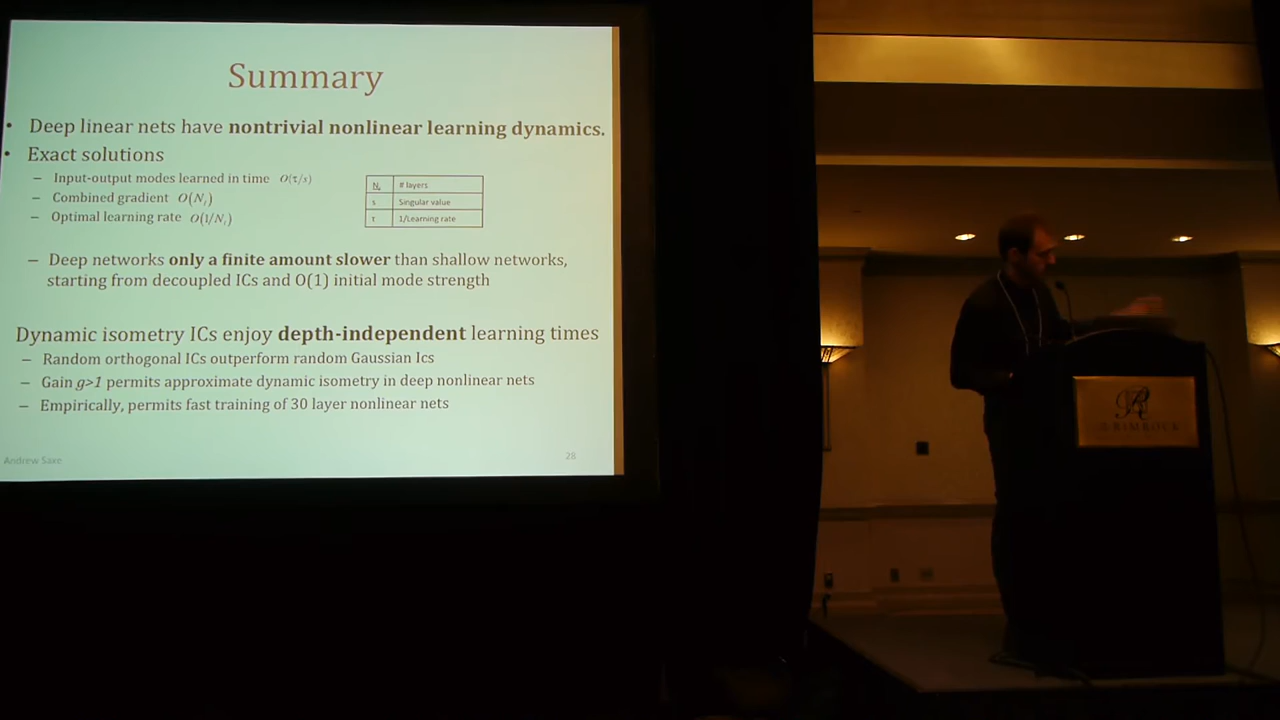 Summary
• Deep linear nets have nontrivial nonlinear learning dynamics.
• Exact solutions
– Input-output modes learned in time O(τ/s)
– Combined gradient O(Nₗ)
– Optimal learning rate O(1/Nₗ)
Nₗ # layers
s Singular value
τ 1/Learning rate
– Deep networks only a finite amount slower than shallow networks,
starting from decoupled ICs and O(1) initial mode strength
Dynamic isometry ICs enjoy depth-independent learning times
– Random orthogonal ICs outperform random Gaussian Ics
– Gain g>1 permits approximate dynamic isometry in deep nonlinear nets
– Empirically, permits fast training of 30 layer nonlinear nets
Andrew Saxe
28
RIMROCK